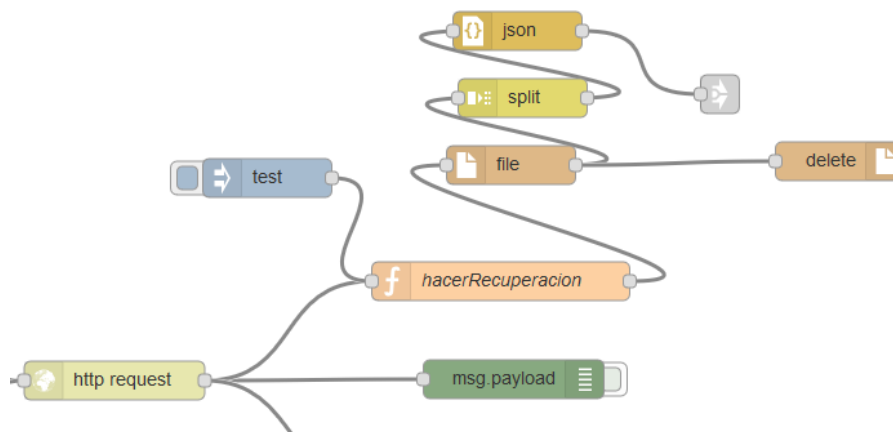 json
split
file
delete
test
hacerRecuperacion
http request
msg.payload